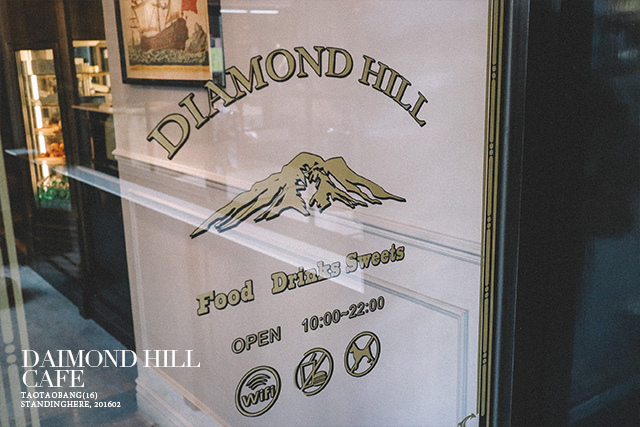 DIAMOND HILL
Food Drinks Sweets
OPEN 10:00~22:00
wifi
DAIMOND HILL
CAFE
TAOTAOBANG(16)
STANDINGHERE, 201602